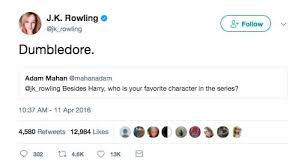 J.K. Rowling
@jk_rowling
Follow
Dumbledore.
Adam Mahan @mahanadam
@jk_rowling Besides Harry, who is your favorite character in the series?
10:37 AM - 11 Apr 2016
4,580 Retweets 12,984 Likes
302 4.6K 13K